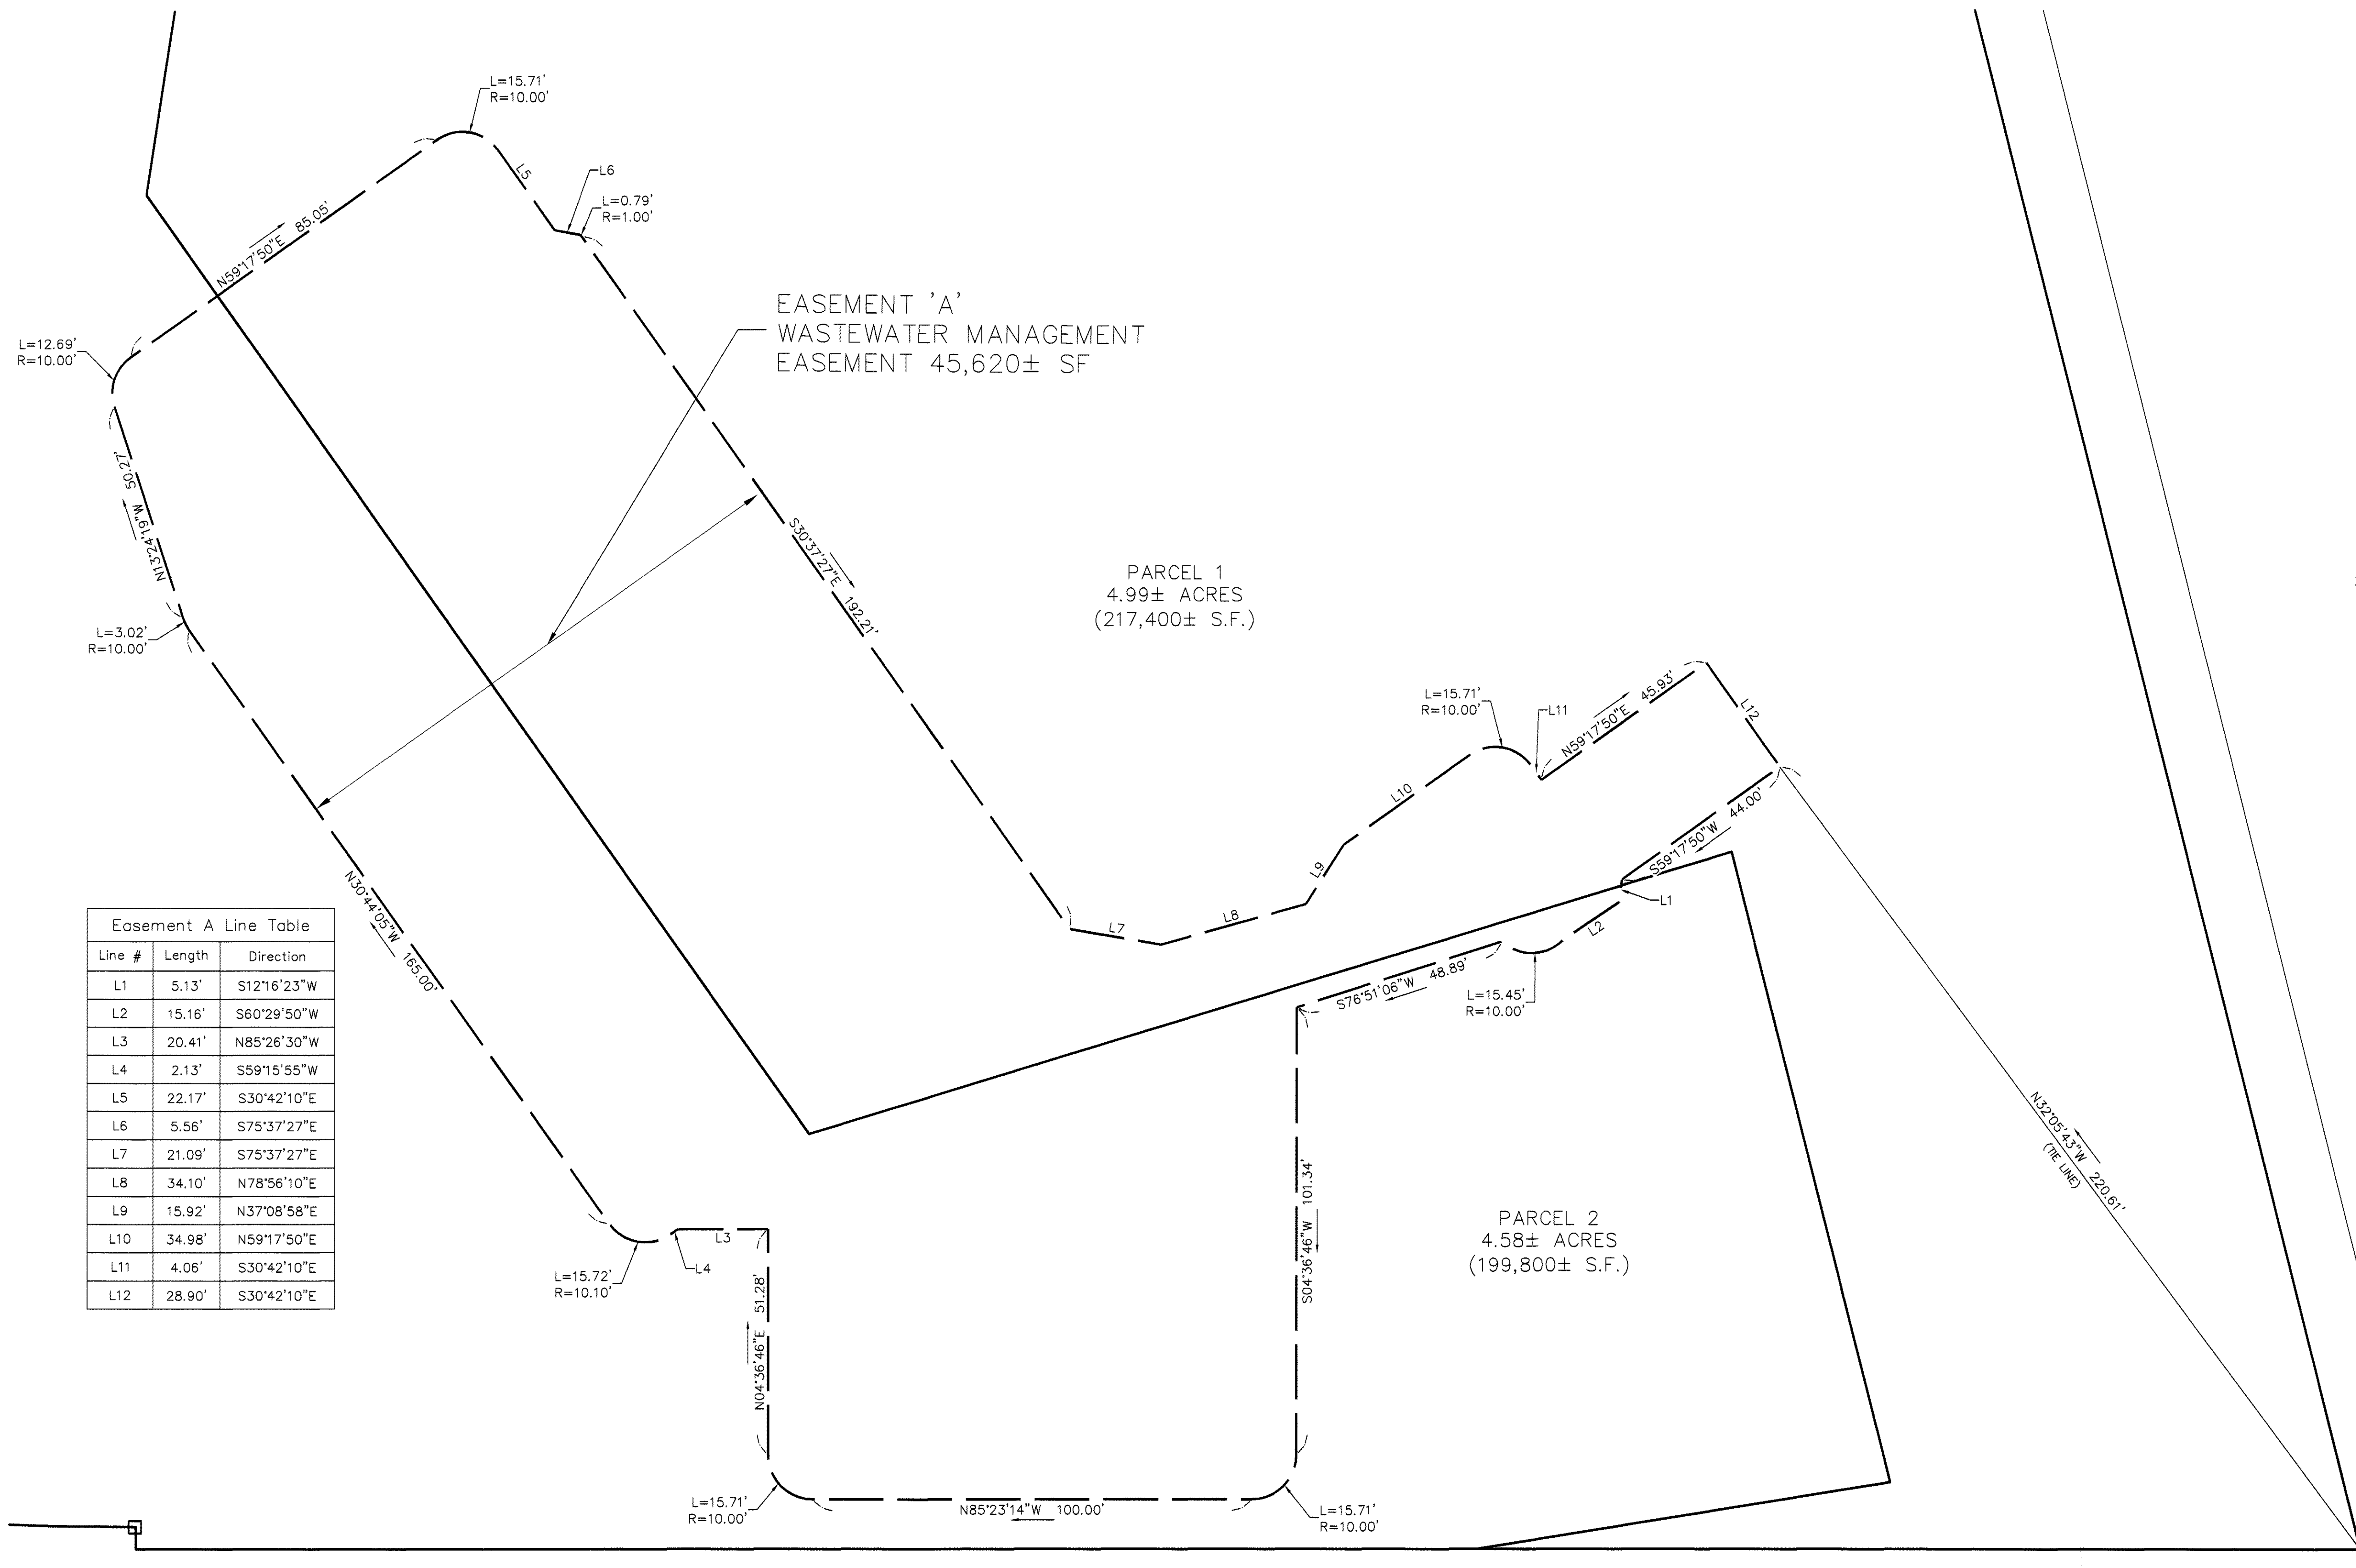 L=15.71'
R=10.00'
L5
L6
L=0.79'
R=1.00'
N59°17'50"E 85.05'
L=12.69'
R=10.00'
EASEMENT 'A'
WASTEWATER MANAGEMENT
EASEMENT 45,620± SF
N13°24'19"W 50.27'
S30°37'27"E 192.21'
PARCEL 1
4.99± ACRES
(217,400± S.F.)
L=3.02'
R=10.00'
L=15.71'
R=10.00'
L11
N59°17'50"E 45.93'
L12
L10
S59°17'50"W 44.00'
L9
L1
L8
L7
L2
N30°44'05"W 165.00'
S76°51'06"W 48.89'
L=15.45'
R=10.00'
Easement A Line Table
Line # Length Direction
L1 5.13' S12°16'23"W
L2 15.16' S60°29'50"W
L3 20.41' N85°26'30"W
L4 2.13' S59°15'55"W
L5 22.17' S30°42'10"E
L6 5.56' S75°37'27"E
L7 21.09' S75°37'27"E
L8 34.10' N78°56'10"E
L9 15.92' N37°08'58"E
L10 34.98' N59°17'50"E
L11 4.06' S30°42'10"E
L12 28.90' S30°42'10"E
N32°05'43"W 220.61'
(TIE LINE)
S04°36'46"W 101.34'
PARCEL 2
4.58± ACRES
(199,800± S.F.)
L3
L4
L=15.72'
R=10.10'
N04°36'46"E 51.28'
L=15.71'
R=10.00'
N85°23'14"W 100.00'
L=15.71'
R=10.00'